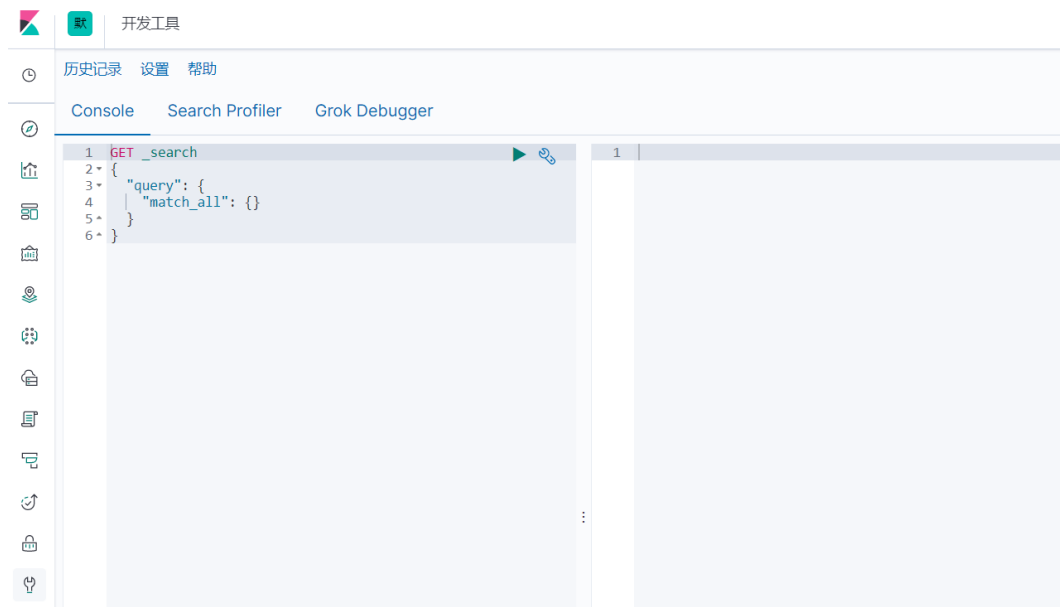 默 开发工具
历史记录 设置 帮助
Console Search Profiler Grok Debugger
1 GET _search
2 {
3 "query": {
4 "match_all": {}
5 }
6 }
1